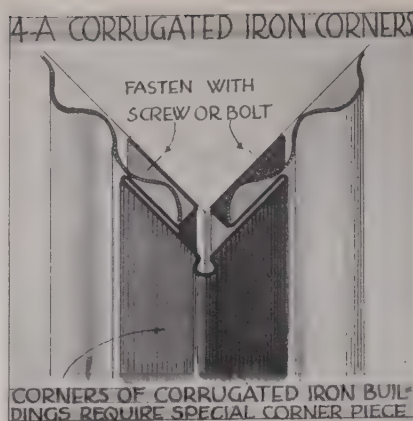 4-A CORRUGATED IRON CORNERS
FASTEN WITH
SCREW OR BOLT
CORNERS OF CORRUGATED IRON BUIL-
DINGS REQUIRE SPECIAL CORNER PIECE